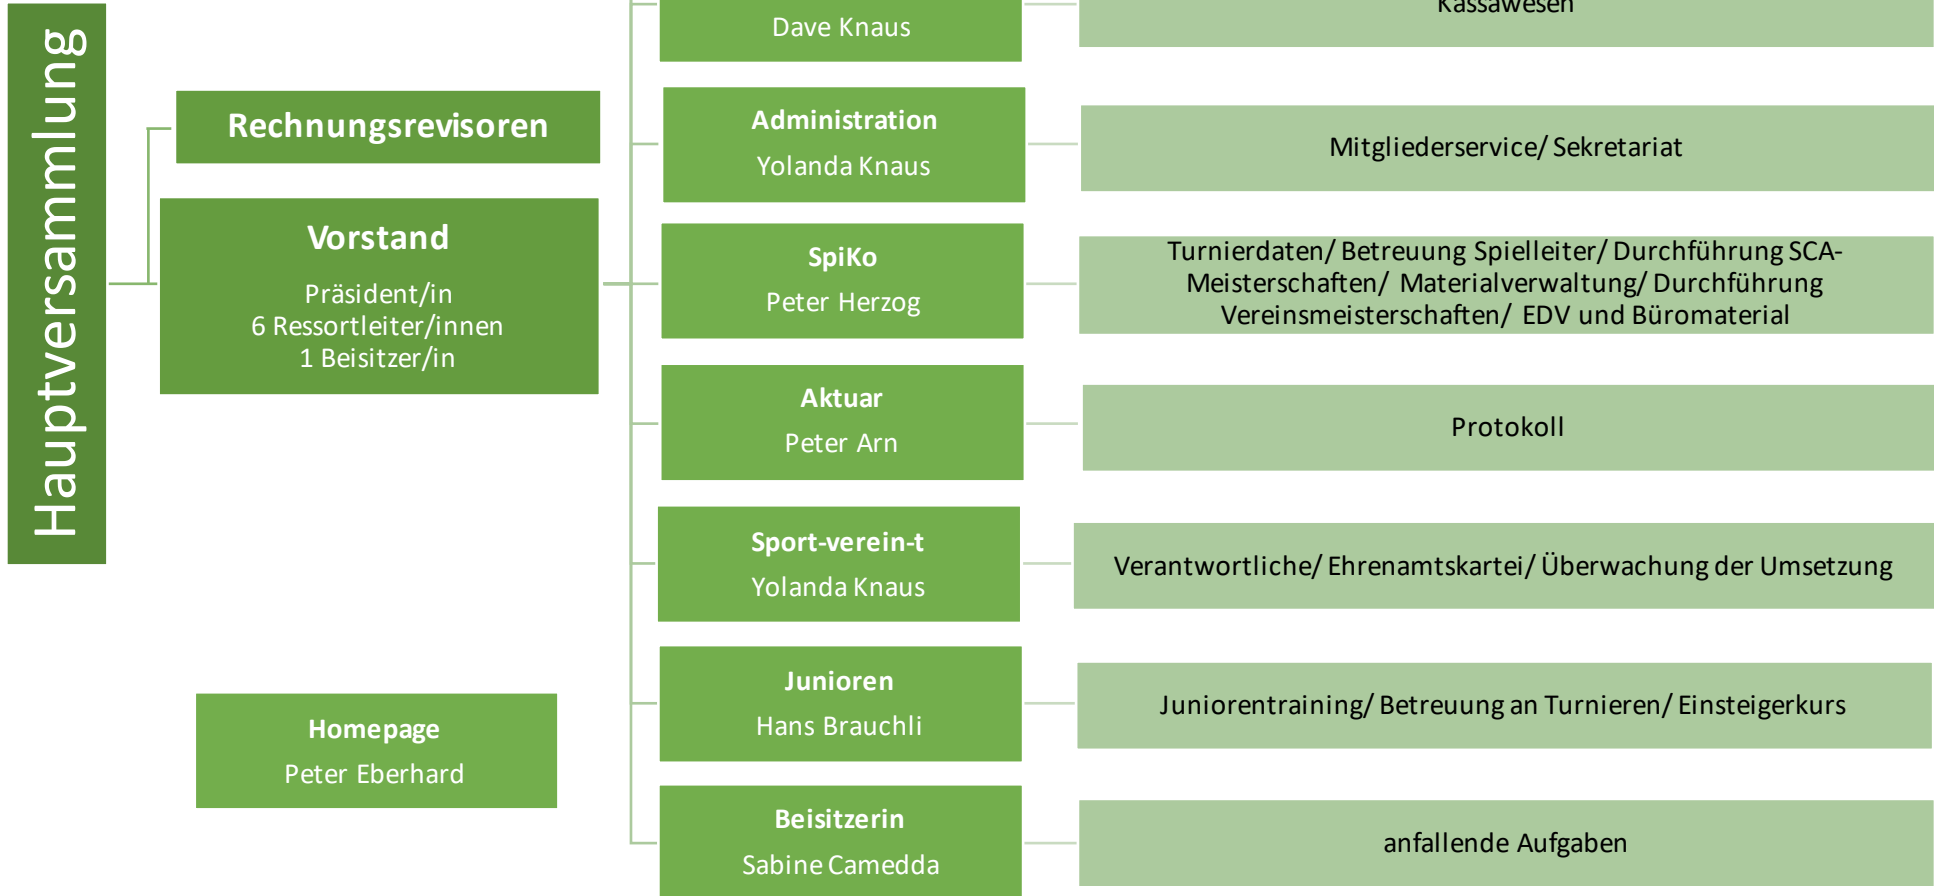 Hauptversammlung
Rechnungsrevisoren
Vorstand
Präsident/in
6 Ressortleiter/innen
1 Beisitzer/in
Homepage
Peter Eberhard
Dave Knaus
Kassawesen
Administration
Yolanda Knaus
Mitgliederservice/ Sekretariat
SpiKo
Peter Herzog
Turnierdaten/ Betreuung Spielleiter/ Durchführung SCA-
Meisterschaften/ Materialverwaltung/ Durchführung
Vereinsmeisterschaften/ EDV und Büromaterial
Aktuar
Peter Arn
Protokoll
Sport-verein-t
Yolanda Knaus
Verantwortliche/ Ehrenamtskartei/ Überwachung der Umsetzung
Junioren
Hans Brauchli
Juniorentraining/ Betreuung an Turnieren/ Einsteigerkurs
Beisitzerin
Sabine Camedda
anfallende Aufgaben